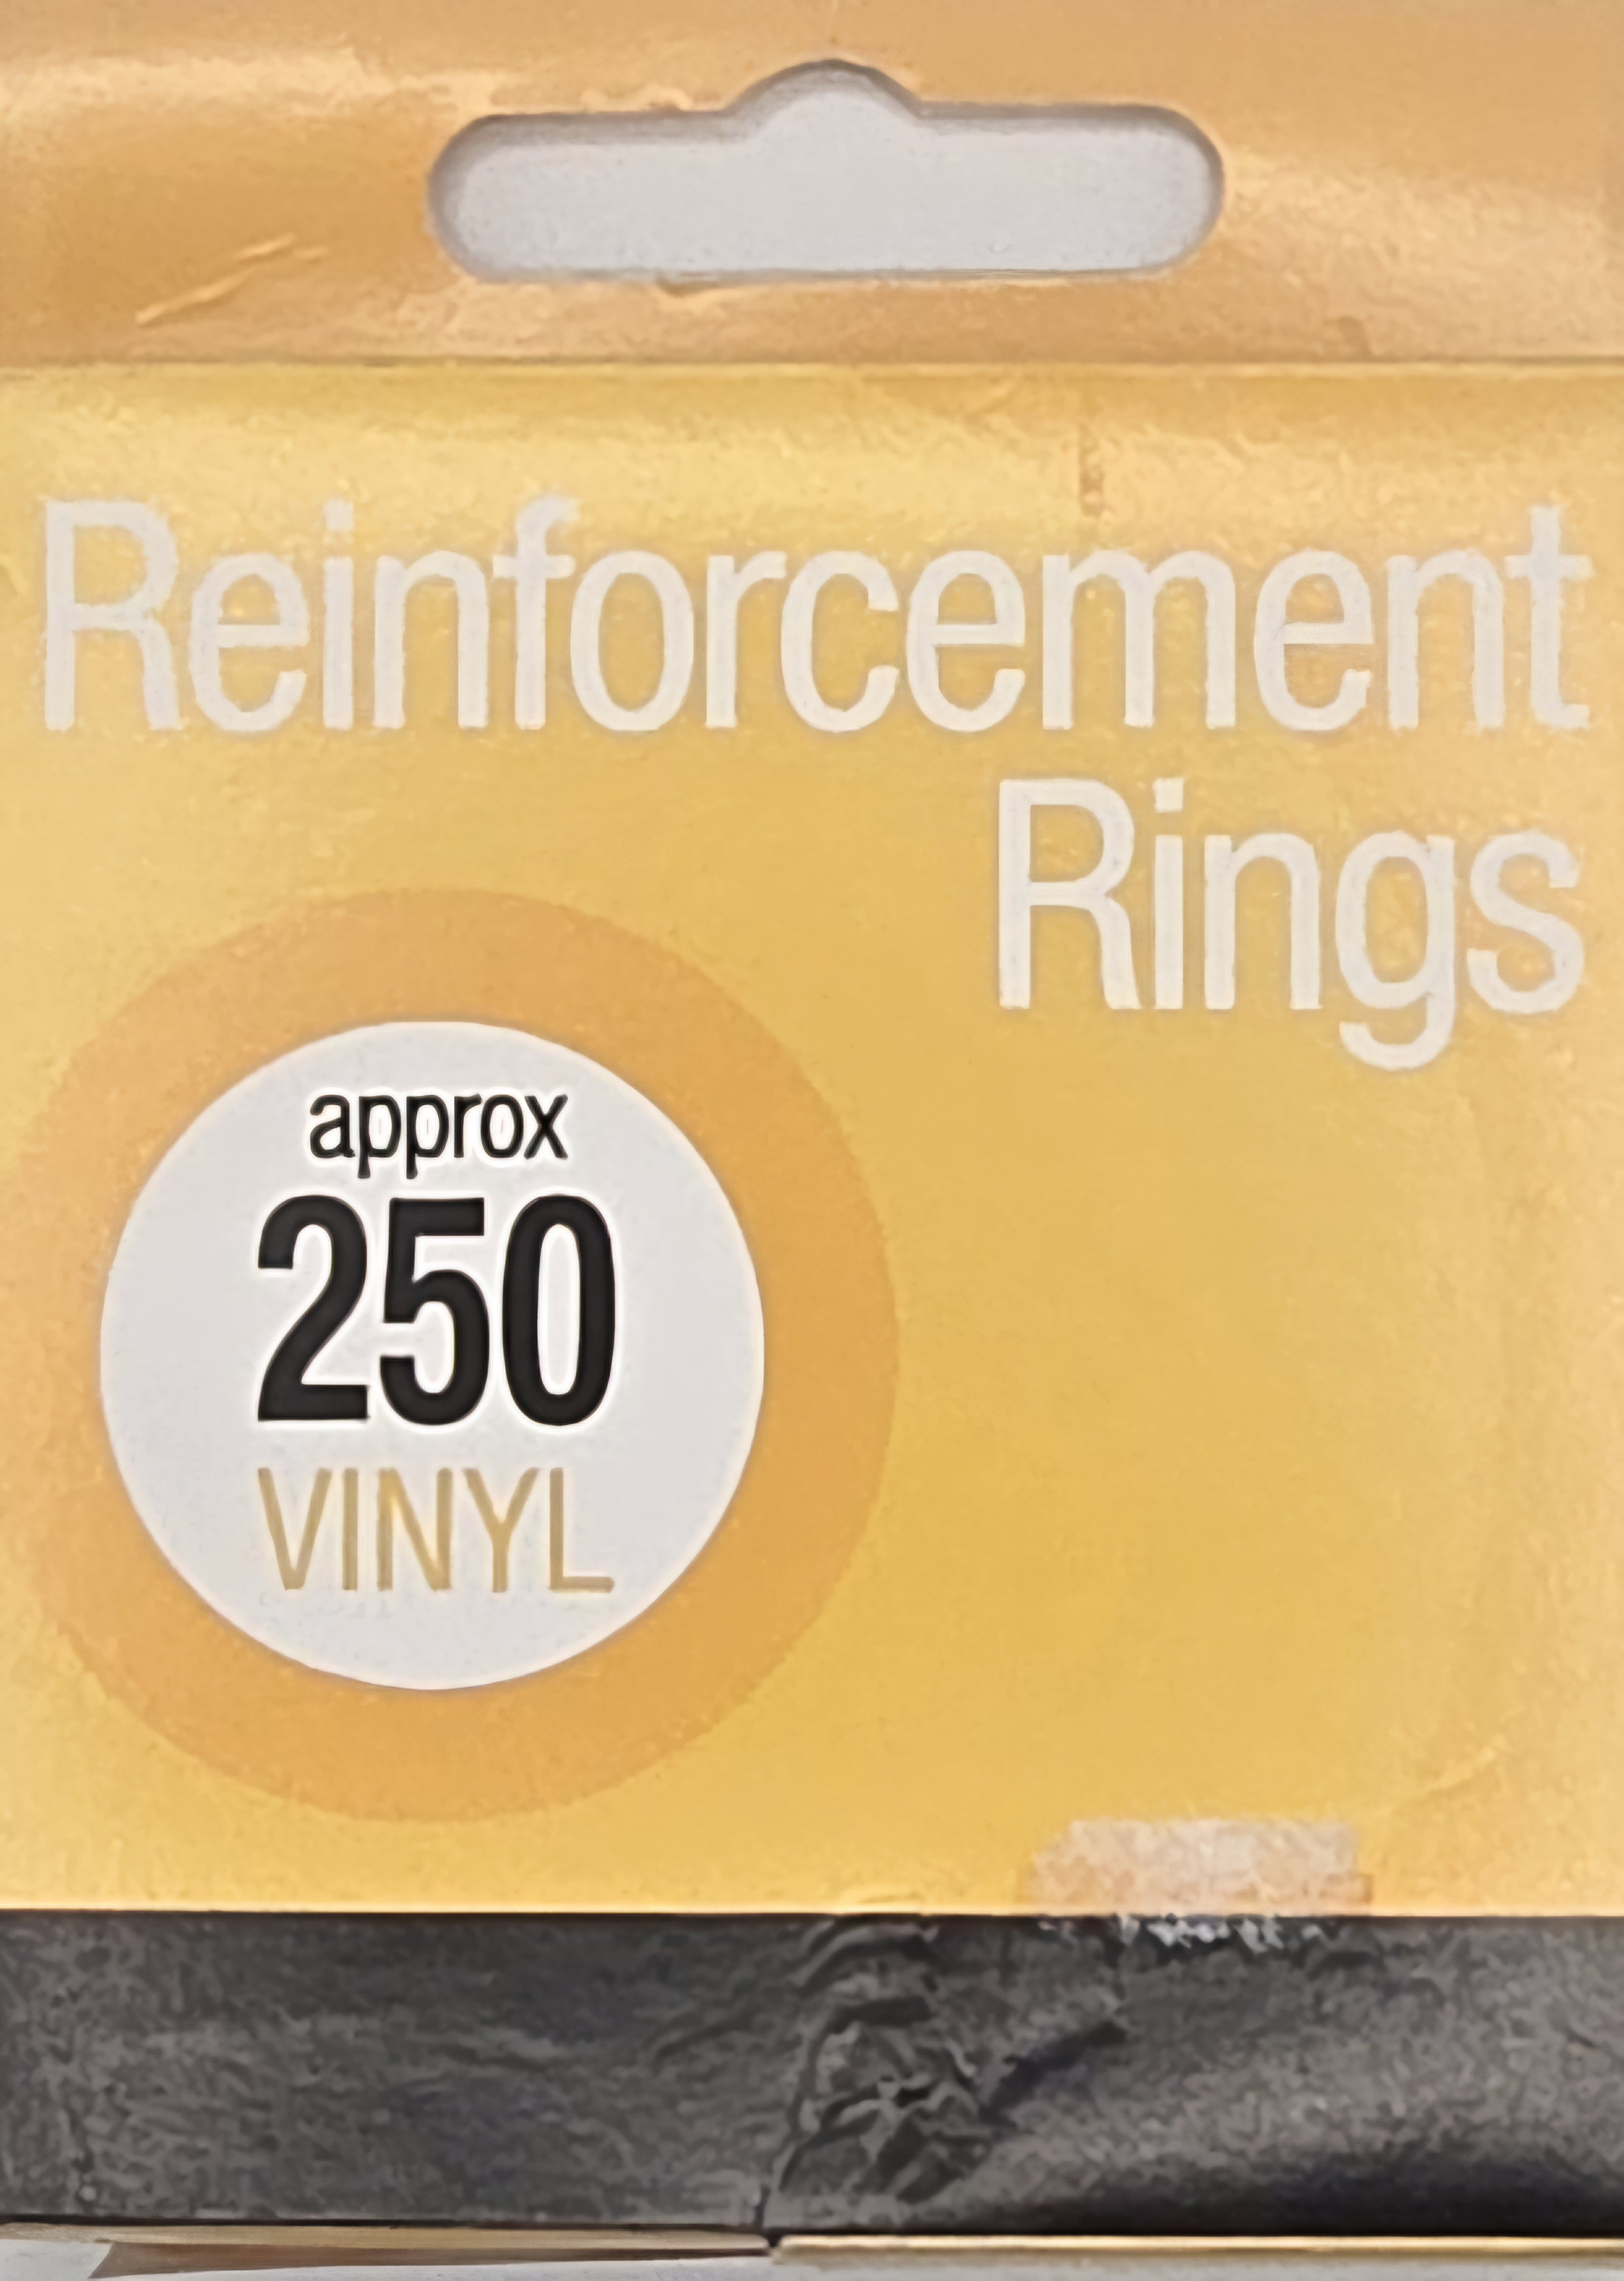 Reinforcement
Rings
approx
250
VINYL